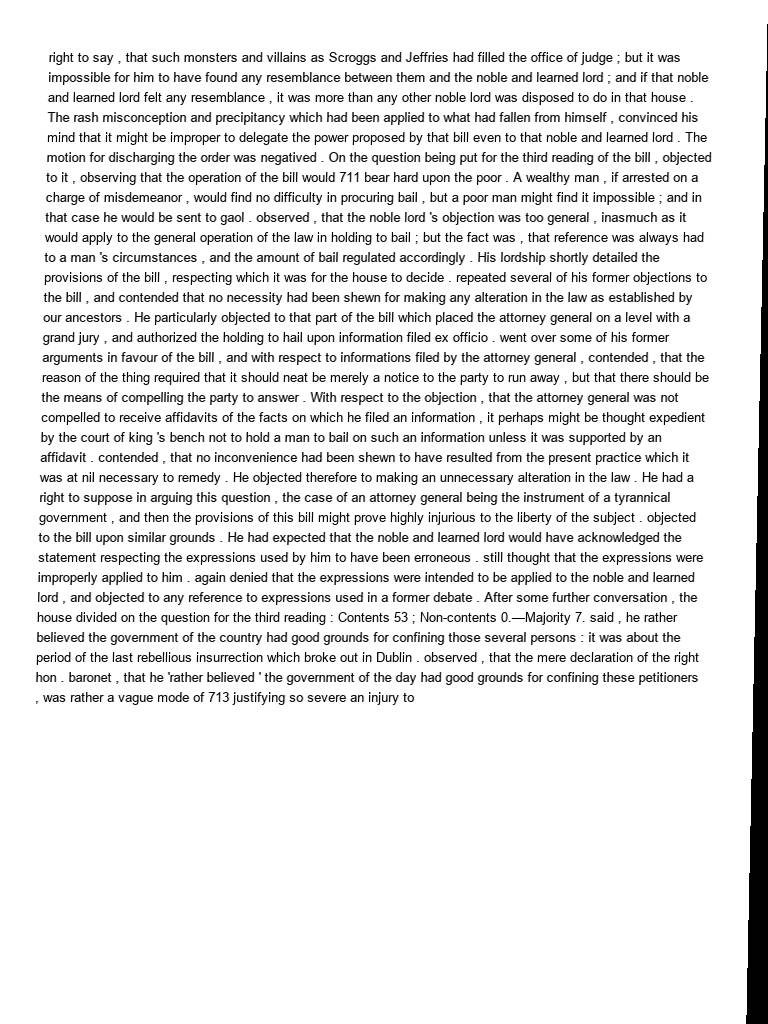 right to say , that such monsters and villains as Scroggs and Jeffries had filled the office of judge ; but it was
impossible for him to have found any resemblance between them and the noble and learned lord ; and if that noble
and learned lord felt any resemblance , it was more than any other noble lord was disposed to do in that house .
The rash misconception and precipitancy which had been applied to what had fallen from himself , convinced his
mind that it might be improper to delegate the power proposed by that bill even to that noble and learned lord . The
motion for discharging the order was negatived . On the question being put for the third reading of the bill , objected
to it , observing that the operation of the bill would 711 bear hard upon the poor . A wealthy man , if arrested on a
charge of misdemeanor , would find no difficulty in procuring bail , but a poor man might find it impossible ; and in
that case he would be sent to gaol . observed , that the noble lord 's objection was too general , inasmuch as it
would apply to the general operation of the law in holding to bail ; but the fact was , that reference was always had
to a man 's circumstances , and the amount of bail regulated accordingly . His lordship shortly detailed the
provisions of the bill , respecting which it was for the house to decide . repeated several of his former objections to
the bill , and contended that no necessity had been shewn for making any alteration in the law as established by
our ancestors . He particularly objected to that part of the bill which placed the attorney general on a level with a
grand jury , and authorized the holding to hail upon information filed ex officio . went over some of his former
arguments in favour of the bill , and with respect to informations filed by the attorney general , contended , that the
reason of the thing required that it should neat be merely a notice to the party to run away , but that there should be
the means of compelling the party to answer . With respect to the objection , that the attorney general was not
compelled to receive affidavits of the facts on which he filed an information , it perhaps might be thought expedient
by the court of king 's bench not to hold a man to bail on such an information unless it was supported by an
affidavit . contended , that no inconvenience had been shewn to have resulted from the present practice which it
was at nil necessary to remedy . He objected therefore to making an unnecessary alteration in the law . He had a
right to suppose in arguing this question , the case of an attorney general being the instrument of a tyrannical
government , and then the provisions of this bill might prove highly injurious to the liberty of the subject . objected
to the bill upon similar grounds . He had expected that the noble and learned lord would have acknowledged the
statement respecting the expressions used by him to have been erroneous . still thought that the expressions were
improperly applied to him . again denied that the expressions were intended to be applied to the noble and learned
lord , and objected to any reference to expressions used in a former debate . After some further conversation , the
house divided on the question for the third reading : Contents 53 ; Non-contents 0.—Majority 7. said , he rather
believed the government of the country had good grounds for confining those several persons : it was about the
period of the last rebellious insurrection which broke out in Dublin . observed , that the mere declaration of the right
hon . baronet , that he 'rather believed ' the government of the day had good grounds for confining these petitioners
, was rather a vague mode of 713 justifying so severe an injury to